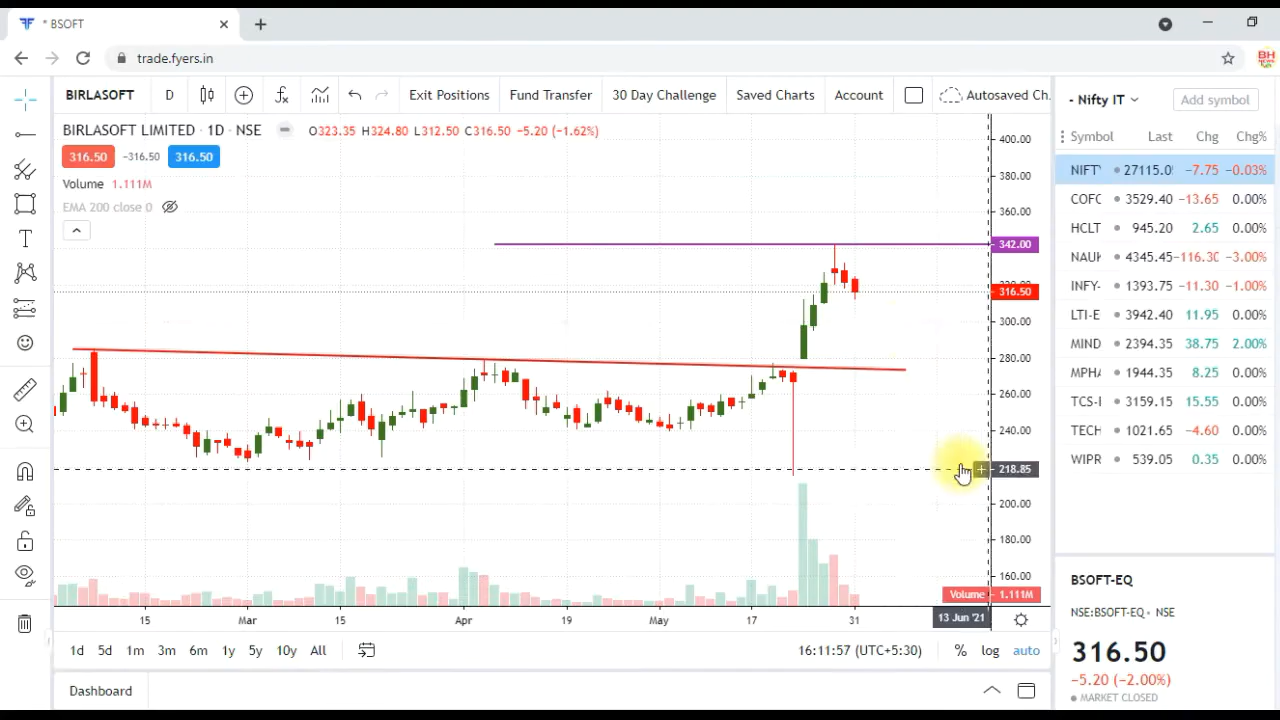 * BSOFT
trade.fyers.in
BIRLASOFT D Exit Positions Fund Transfer 30 Day Challenge Saved Charts Account Autosaved Ch.
BIRLASOFT LIMITED · 1D · NSE O323.35 H324.80 L312.50 C316.50 −5.20 (−1.62%)
316.50 −316.50 316.50
Volume 1.111M
EMA 200 close 0
400.00
380.00
360.00
342.00
316.50
300.00
280.00
260.00
240.00
218.85
200.00
180.00
160.00
Volume 1.111M
15 Mar 15 Apr 19 May 17 31 13 Jun '21
1d 5d 1m 3m 6m 1y 5y 10y All 16:11:57 (UTC+5:30) % log auto
Dashboard
BH
NEWS
- Nifty IT Add symbol
Symbol Last Chg Chg%
NIFTY 27115.0 −7.75 −0.03%
COFC 3529.40 −13.65 0.00%
HCLT 945.20 2.65 0.00%
NAUK 4345.45 −116.30 −3.00%
INFY- 1393.75 −11.30 −1.00%
LTI-E 3942.40 11.95 0.00%
MIND 2394.35 38.75 2.00%
MPHA 1944.35 8.25 0.00%
TCS-I 3159.15 15.55 0.00%
TECH 1021.65 −4.60 0.00%
WIPR 539.05 0.35 0.00%
BSOFT-EQ
NSE:BSOFT-EQ • NSE
316.50
−5.20 (−2.00%)
MARKET CLOSED